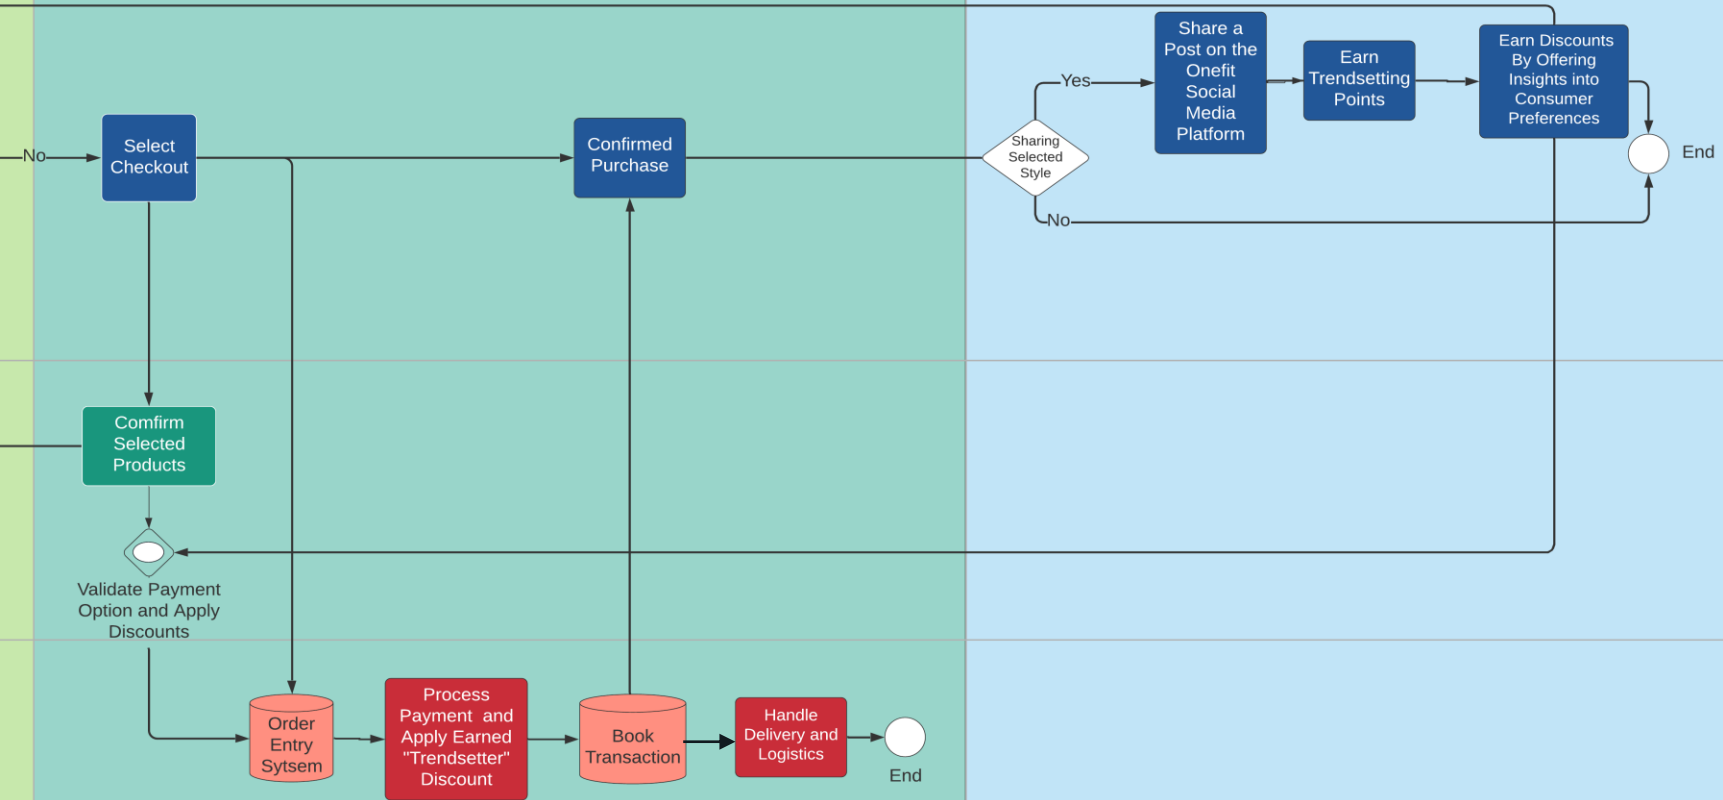 No
Select
Checkout
Confirmed
Purchase
Sharing
Selected
Style
Yes
No
Share a
Post on the
Onefit
Social
Media
Platform
Earn
Trendsetting
Points
Earn Discounts
By Offering
Insights into
Consumer
Preferences
End
Comfirm
Selected
Products
Validate Payment
Option and Apply
Discounts
Order
Entry
Sytsem
Process
Payment and
Apply Earned
"Trendsetter"
Discount
Book
Transaction
Handle
Delivery and
Logistics
End